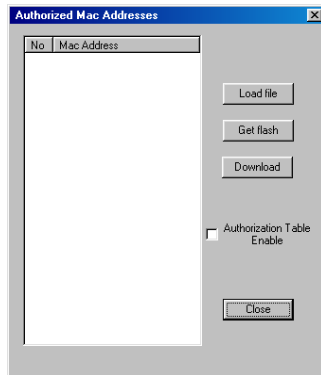 Authorized Mac Addresses
No Mac Address
Load file
Get flash
Download
Authorization Table
Enable
Close